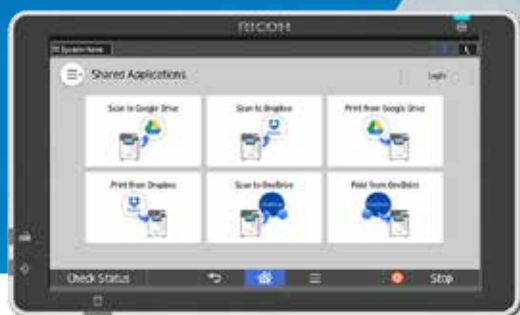 RICOH
Shared Applications
Login
Scan to Google Drive
Scan to Dropbox
Print from Google Drive
Print from Dropbox
Scan to OneDrive
Print from OneDrive
Check Status
Stop